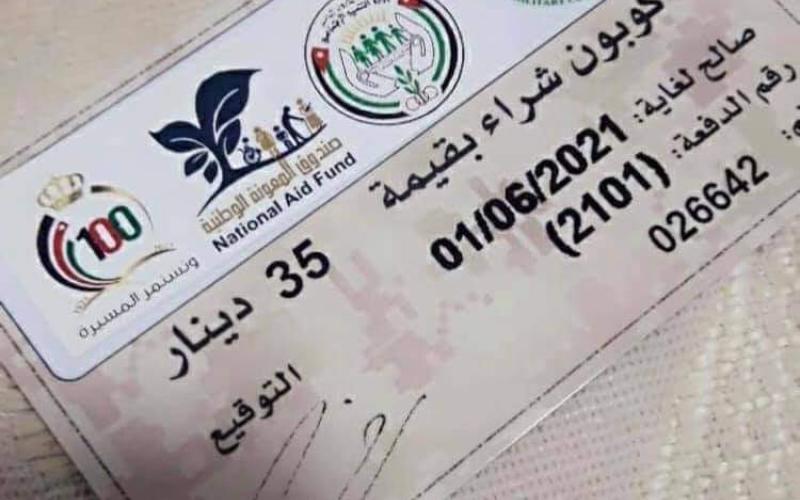 كوبون شراء بقيمة
35 دينار
صالح لغاية:
01/06/2021
رقم الدفعة:
(2101)
026642
التوقيع
صندوق المعونة الوطنية
National Aid Fund
100
وتستمر المسيرة